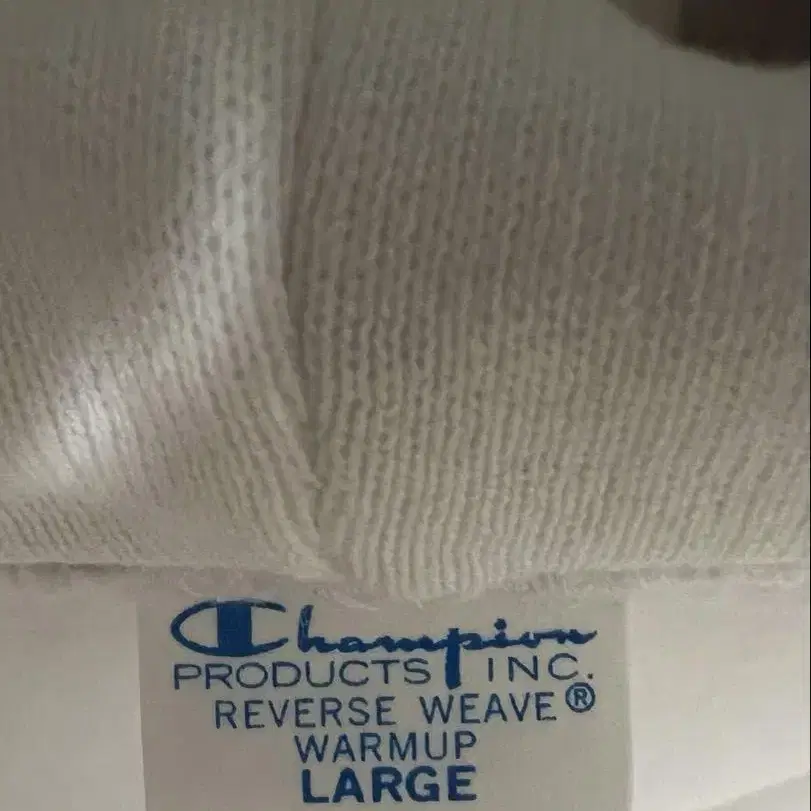 Champion
PRODUCTS INC.
REVERSE WEAVE®
WARMUP
LARGE